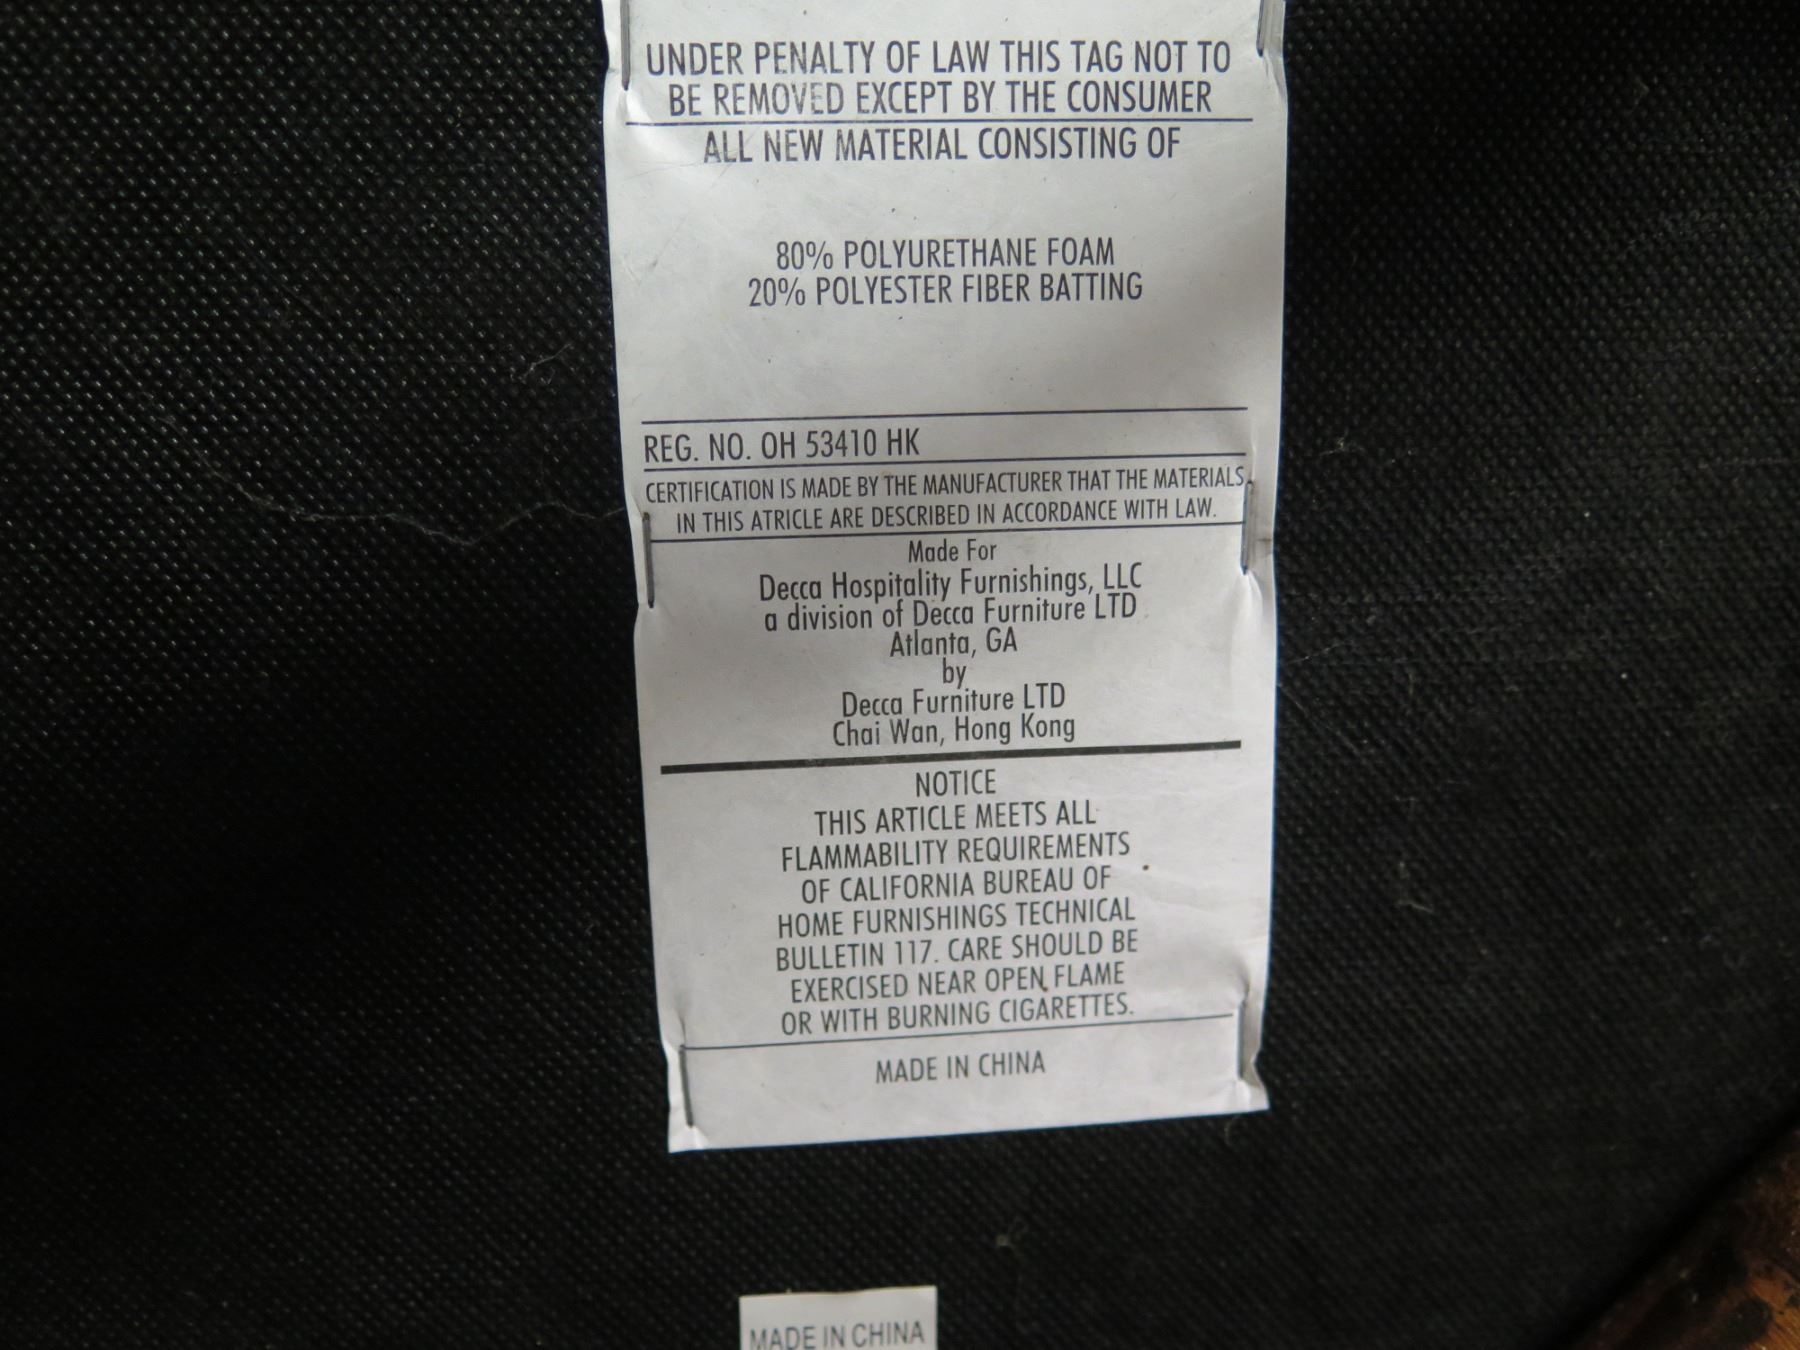 UNDER PENALTY OF LAW THIS TAG NOT TO
BE REMOVED EXCEPT BY THE CONSUMER
ALL NEW MATERIAL CONSISTING OF
80% POLYURETHANE FOAM
20% POLYESTER FIBER BATTING
REG. NO. OH 53410 HK
CERTIFICATION IS MADE BY THE MANUFACTURER THAT THE MATERIALS
IN THIS ATRICLE ARE DESCRIBED IN ACCORDANCE WITH LAW.
Made For
Decca Hospitality Furnishings, LLC
a division of Decca Furniture LTD
Atlanta, GA
by
Decca Furniture LTD
Chai Wan, Hong Kong
NOTICE
THIS ARTICLE MEETS ALL
FLAMMABILITY REQUIREMENTS
OF CALIFORNIA BUREAU OF
HOME FURNISHINGS TECHNICAL
BULLETIN 117. CARE SHOULD BE
EXERCISED NEAR OPEN FLAME
OR WITH BURNING CIGARETTES.
MADE IN CHINA
MADE IN CHINA